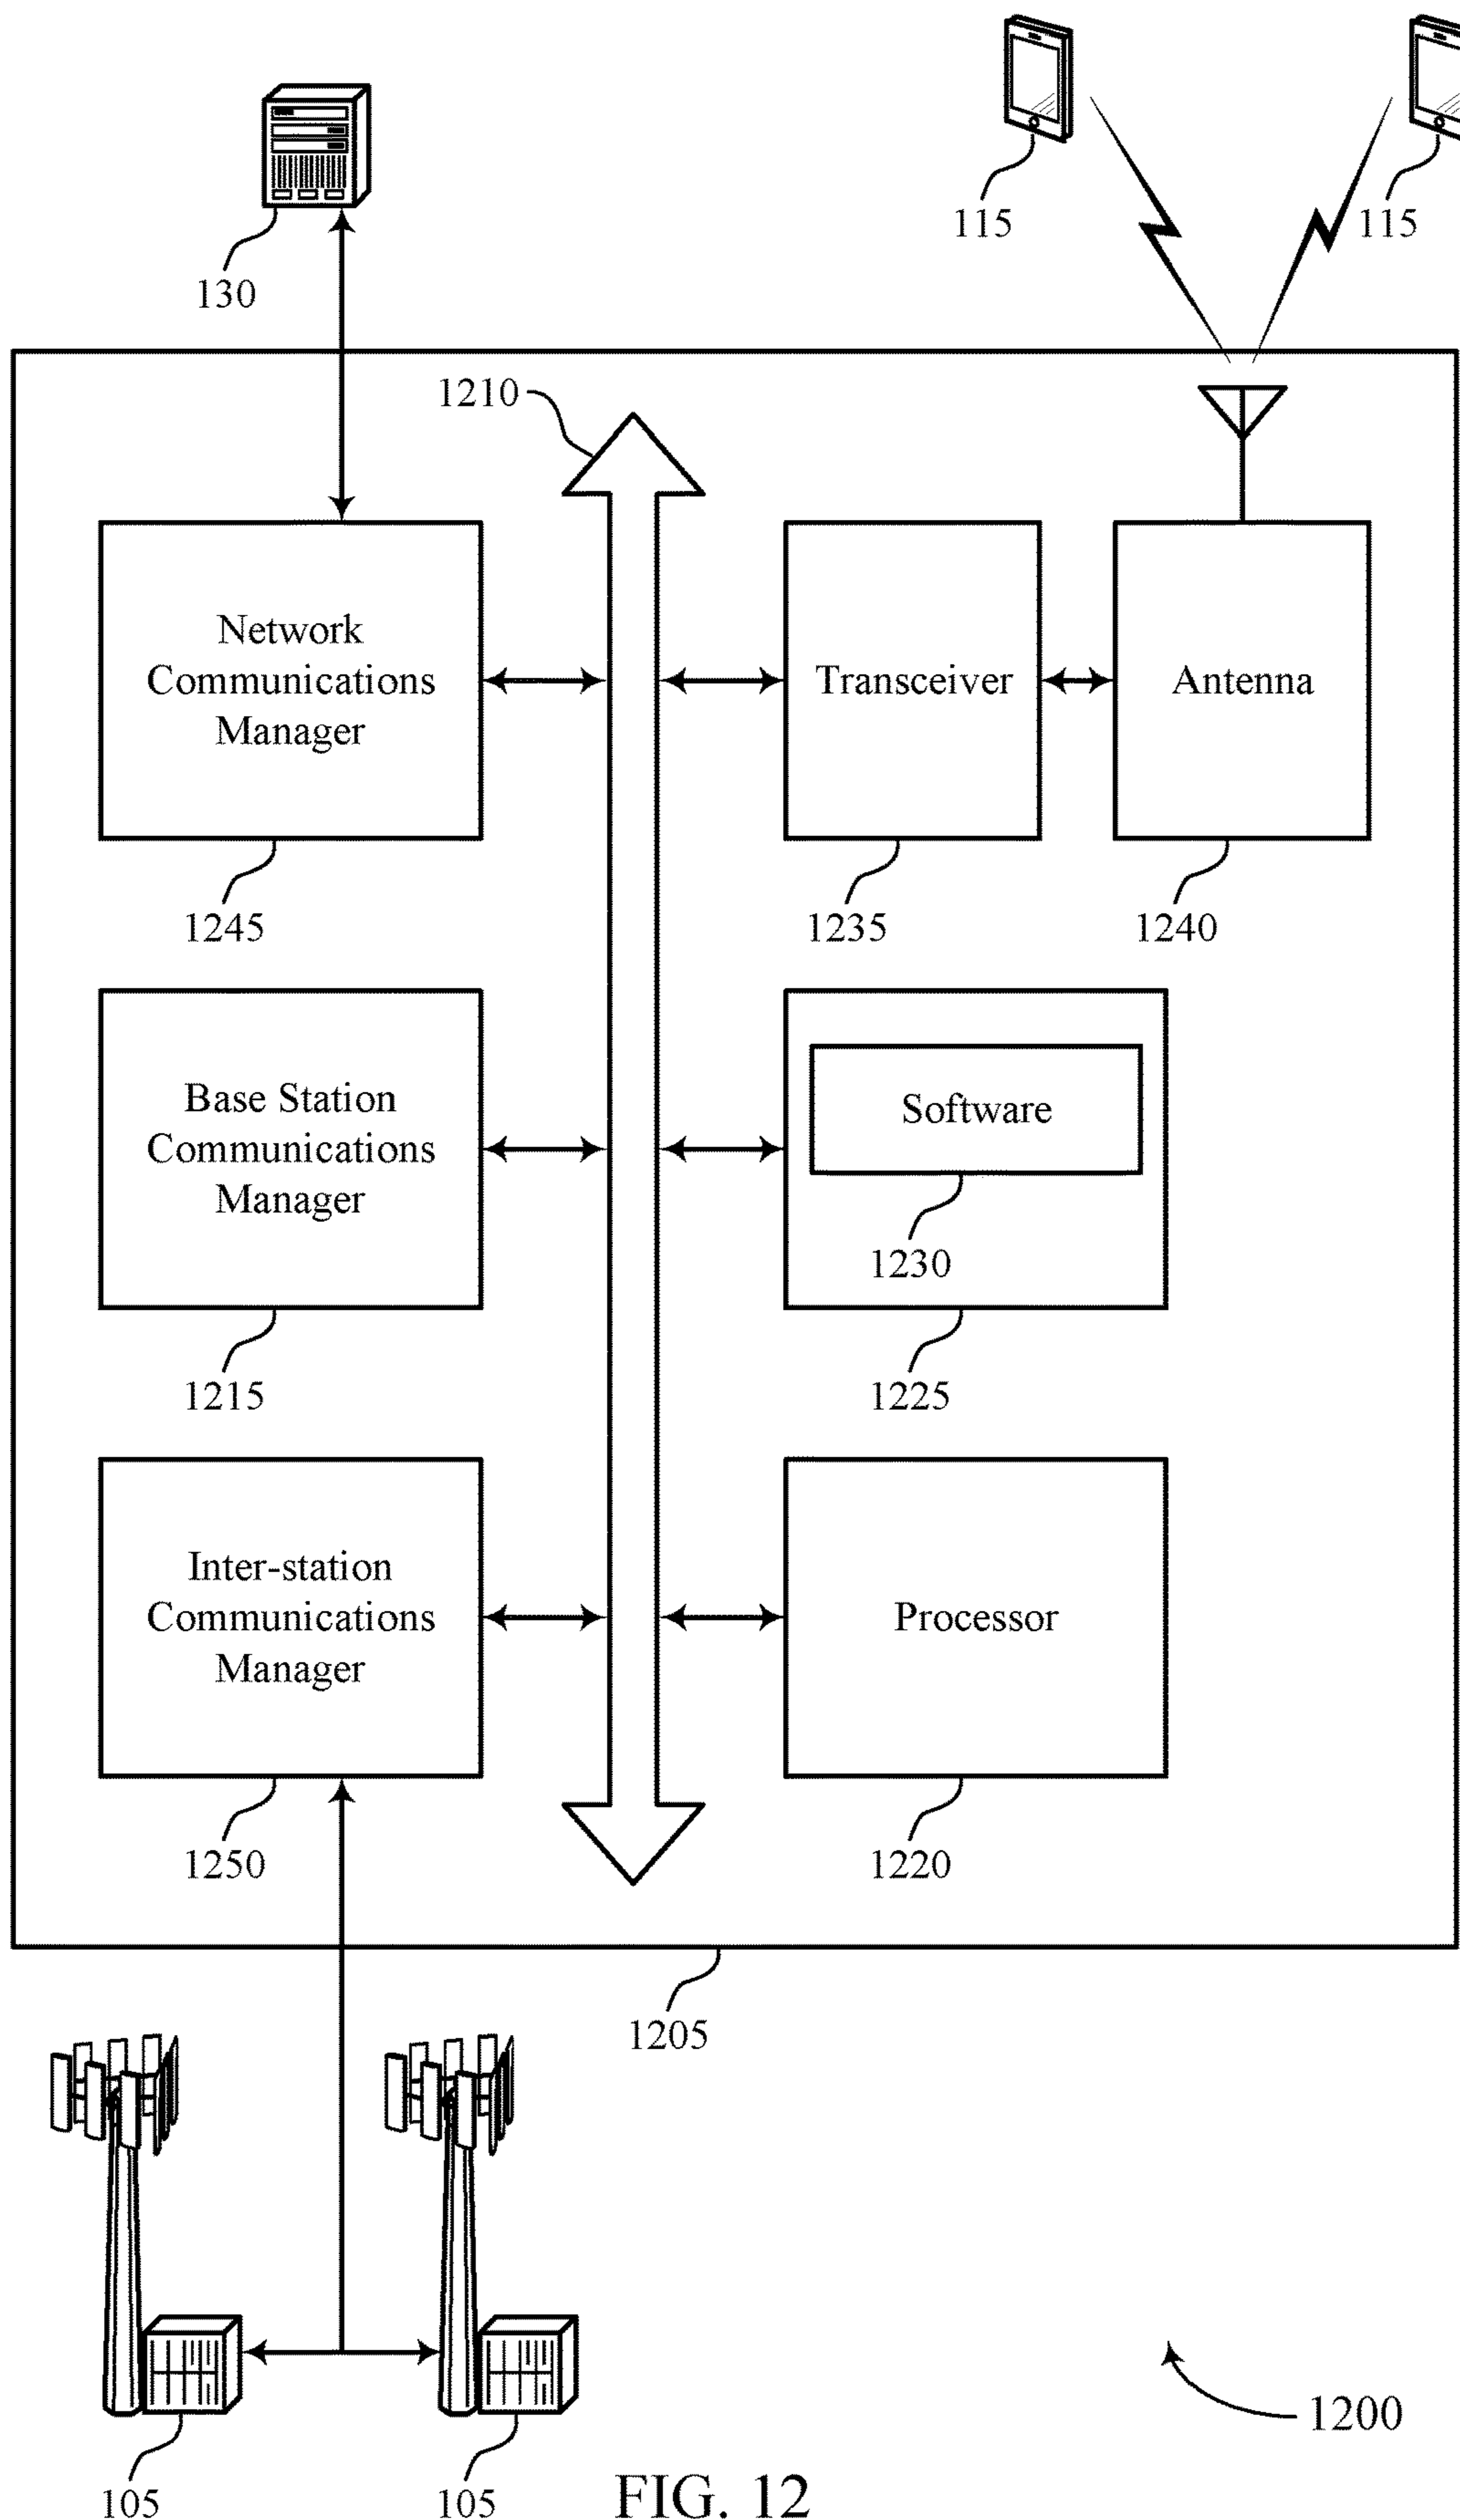 115
115
130
1210
Network
Communications
Manager
Transceiver
Antenna
1245
1235
1240
Base Station
Communications
Manager
Software
1230
1215
1225
Inter-station
Communications
Manager
Processor
1250
1220
1205
1200
105
105
FIG. 12